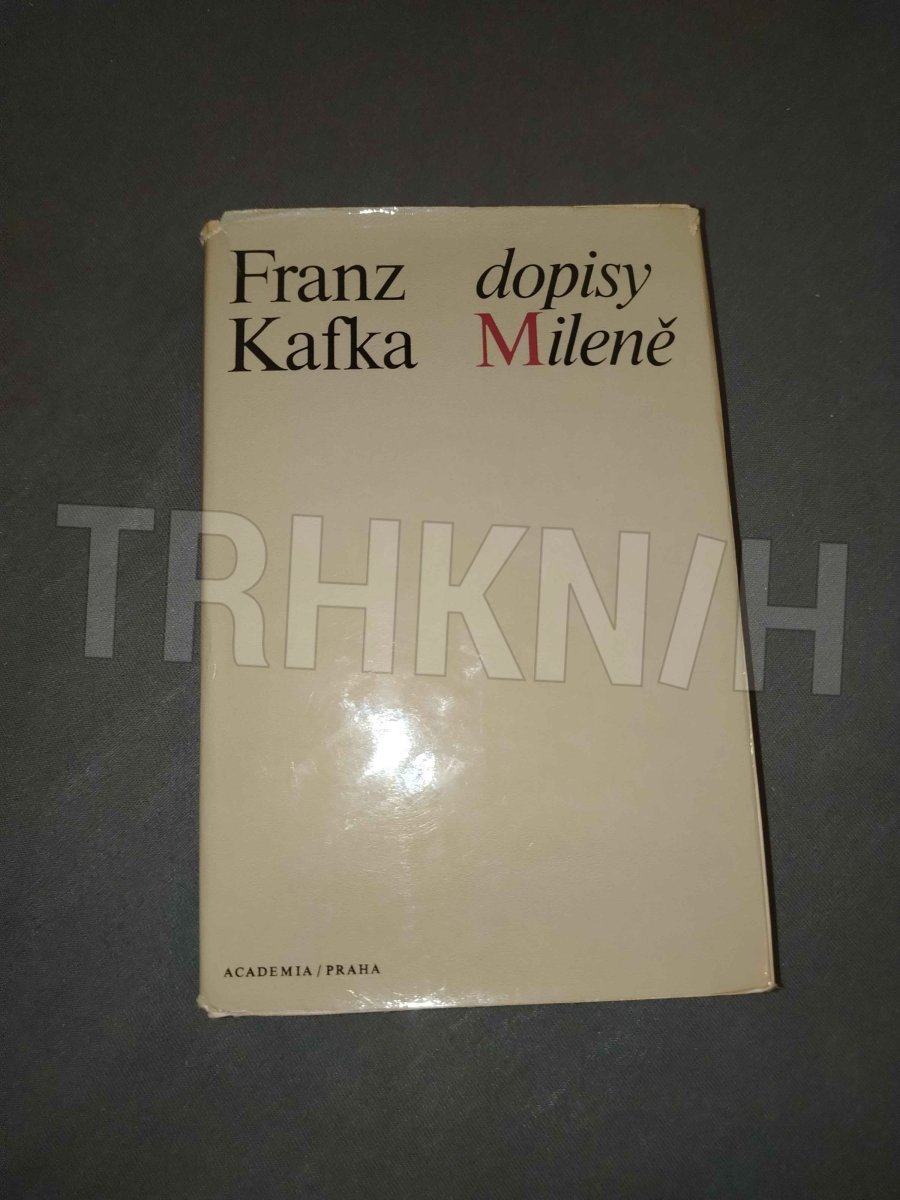 Franz
Kafka
dopisy
Mileně
TRHKNIH
ACADEMIA/PRAHA